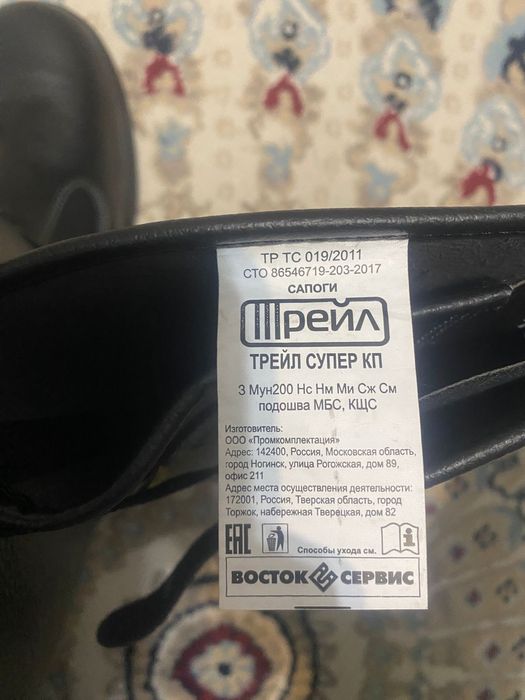 ТР ТС 019/2011
СТО 86546719-203-2017
САПОГИ
Трейл
ТРЕЙЛ СУПЕР КП
З Мун200 Нс Нм Ми Сж См
подошва МБС, КЩС
Изготовитель:
ООО «Промкомплектация»
Адрес: 142400, Россия, Московская область,
город Ногинск, улица Рогожская, дом 89,
офис 211
Адрес места осуществления деятельности:
172001, Россия, Тверская область, город
Торжок, набережная Тверецкая, дом 82
ЕАС
Способы ухода см.
ВОСТОК СЕРВИС